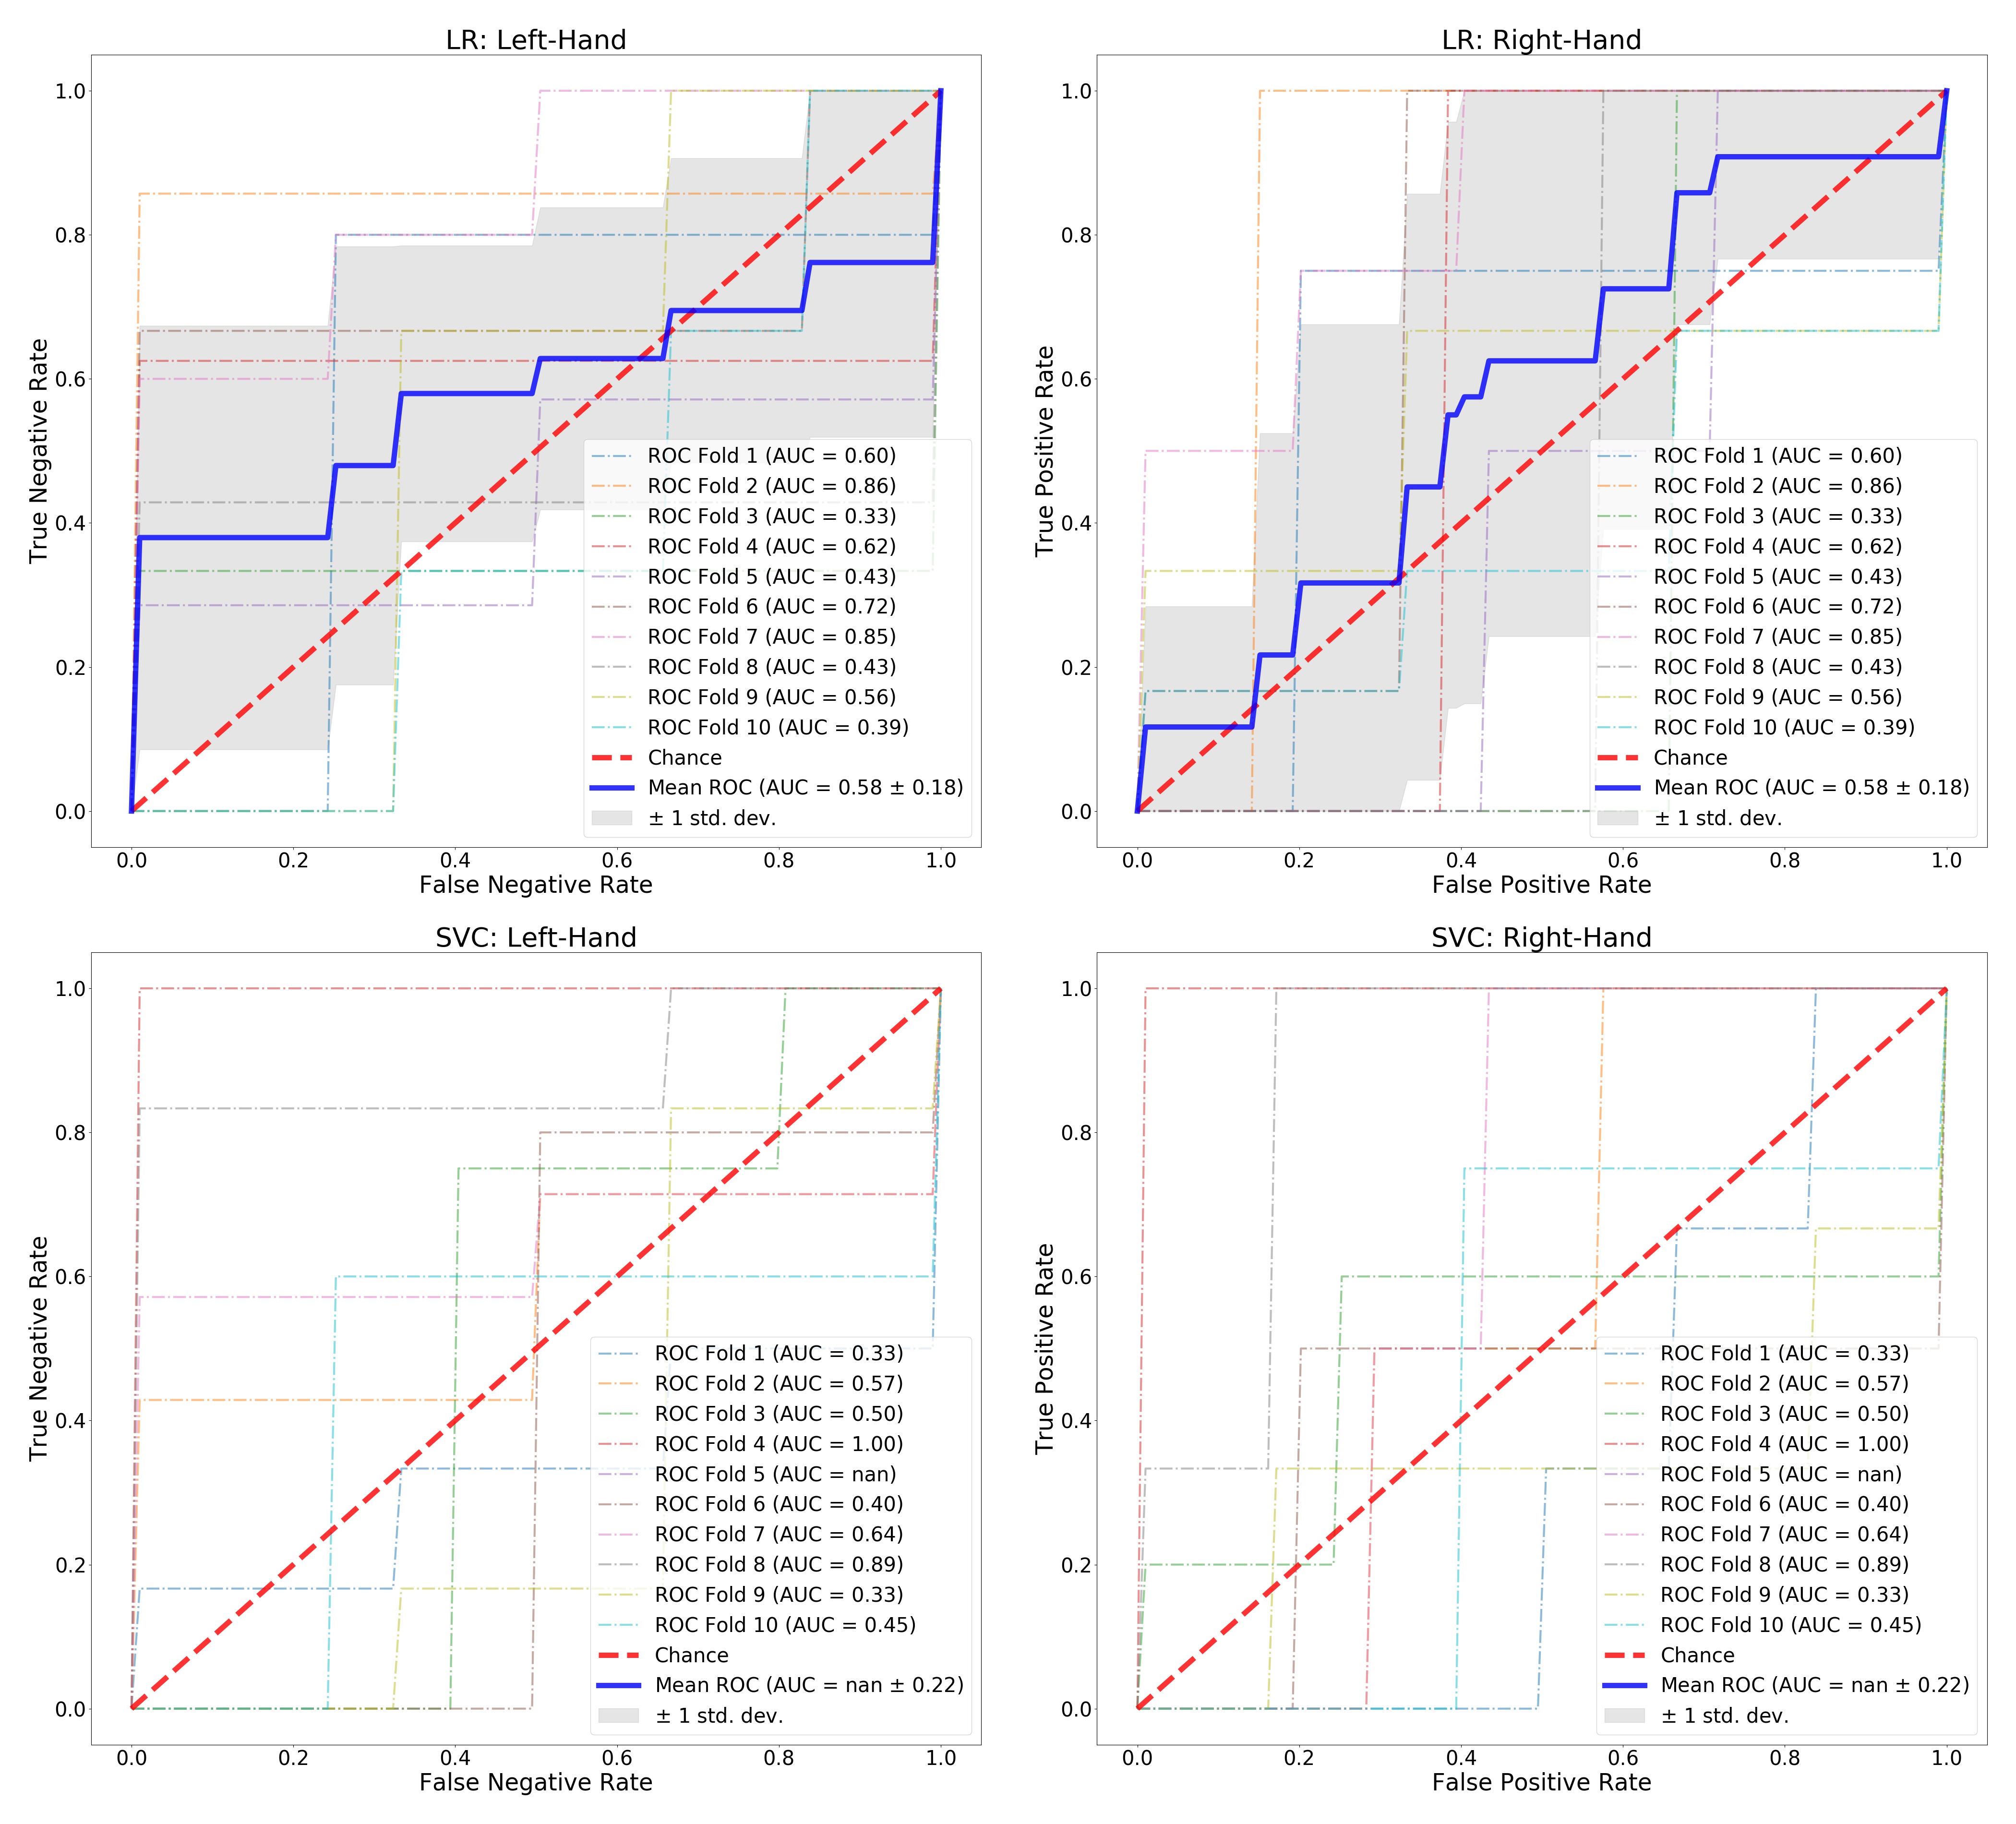 LR: Left-Hand
True Negative Rate
1.0
0.8
0.6
0.4
0.2
0.0
ROC Fold 1 (AUC = 0.60)
ROC Fold 2 (AUC = 0.86)
ROC Fold 3 (AUC = 0.33)
ROC Fold 4 (AUC = 0.62)
ROC Fold 5 (AUC = 0.43)
ROC Fold 6 (AUC = 0.72)
ROC Fold 7 (AUC = 0.85)
ROC Fold 8 (AUC = 0.43)
ROC Fold 9 (AUC = 0.56)
ROC Fold 10 (AUC = 0.39)
Chance
Mean ROC (AUC = 0.58 ± 0.18)
± 1 std. dev.
0.0 0.2 0.4 0.6 0.8 1.0
False Negative Rate
LR: Right-Hand
True Positive Rate
1.0
0.8
0.6
0.4
0.2
0.0
ROC Fold 1 (AUC = 0.60)
ROC Fold 2 (AUC = 0.86)
ROC Fold 3 (AUC = 0.33)
ROC Fold 4 (AUC = 0.62)
ROC Fold 5 (AUC = 0.43)
ROC Fold 6 (AUC = 0.72)
ROC Fold 7 (AUC = 0.85)
ROC Fold 8 (AUC = 0.43)
ROC Fold 9 (AUC = 0.56)
ROC Fold 10 (AUC = 0.39)
Chance
Mean ROC (AUC = 0.58 ± 0.18)
± 1 std. dev.
0.0 0.2 0.4 0.6 0.8 1.0
False Positive Rate
SVC: Left-Hand
True Negative Rate
1.0
0.8
0.6
0.4
0.2
0.0
ROC Fold 1 (AUC = 0.33)
ROC Fold 2 (AUC = 0.57)
ROC Fold 3 (AUC = 0.50)
ROC Fold 4 (AUC = 1.00)
ROC Fold 5 (AUC = nan)
ROC Fold 6 (AUC = 0.40)
ROC Fold 7 (AUC = 0.64)
ROC Fold 8 (AUC = 0.89)
ROC Fold 9 (AUC = 0.33)
ROC Fold 10 (AUC = 0.45)
Chance
Mean ROC (AUC = nan ± 0.22)
± 1 std. dev.
0.0 0.2 0.4 0.6 0.8 1.0
False Negative Rate
SVC: Right-Hand
True Positive Rate
1.0
0.8
0.6
0.4
0.2
0.0
ROC Fold 1 (AUC = 0.33)
ROC Fold 2 (AUC = 0.57)
ROC Fold 3 (AUC = 0.50)
ROC Fold 4 (AUC = 1.00)
ROC Fold 5 (AUC = nan)
ROC Fold 6 (AUC = 0.40)
ROC Fold 7 (AUC = 0.64)
ROC Fold 8 (AUC = 0.89)
ROC Fold 9 (AUC = 0.33)
ROC Fold 10 (AUC = 0.45)
Chance
Mean ROC (AUC = nan ± 0.22)
± 1 std. dev.
0.0 0.2 0.4 0.6 0.8 1.0
False Positive Rate